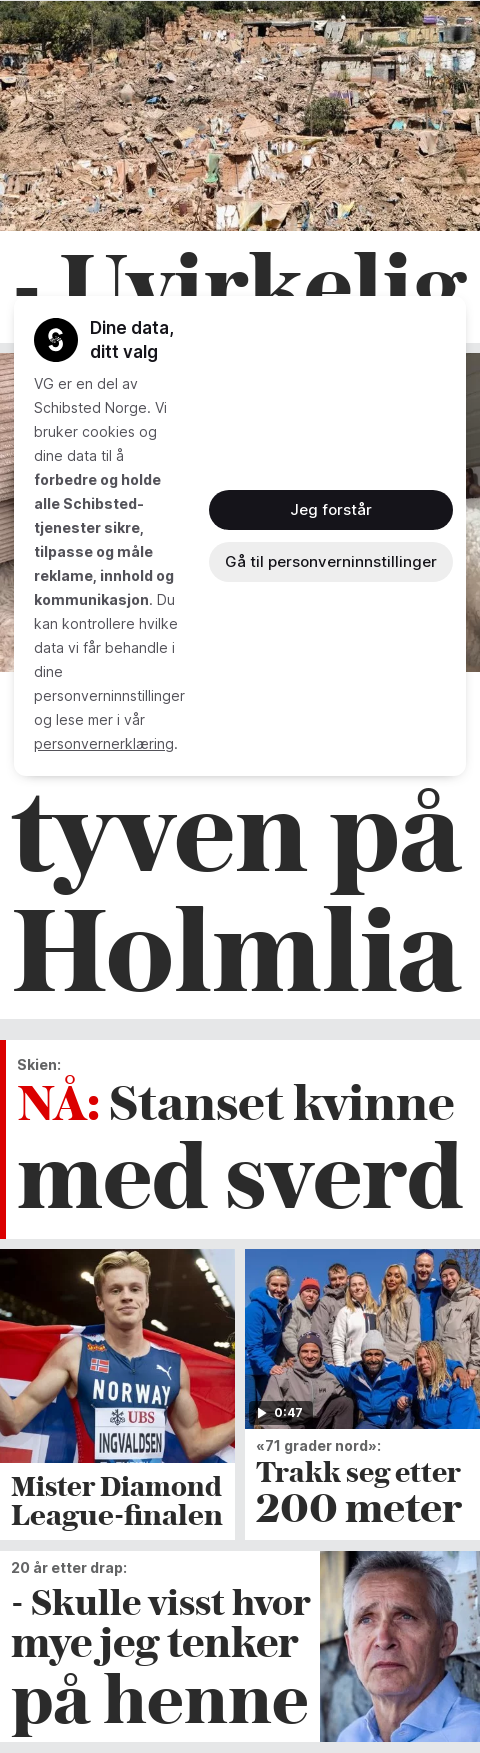 - Uvirkelig
Dine data,
ditt valg
VG er en del av
Schibsted Norge. Vi
bruker cookies og
dine data til å
forbedre og holde
alle Schibsted-
tjenester sikre,
tilpasse og måle
reklame, innhold og
kommunikasjon. Du
kan kontrollere hvilke
data vi får behandle i
dine
personverninnstillinger
og lese mer i vår
personvernerklæring.
Jeg forstår
Gå til personverninnstillinger
tyven på
Holmlia
Skien:
NÅ: Stanset kvinne
med sverd
NORWAY
UBS
INGVALDSEN
Mister Diamond
League-finalen
0:47
«71 grader nord»:
Trakk seg etter
200 meter
20 år etter drap:
- Skulle visst hvor
mye jeg tenker
på henne